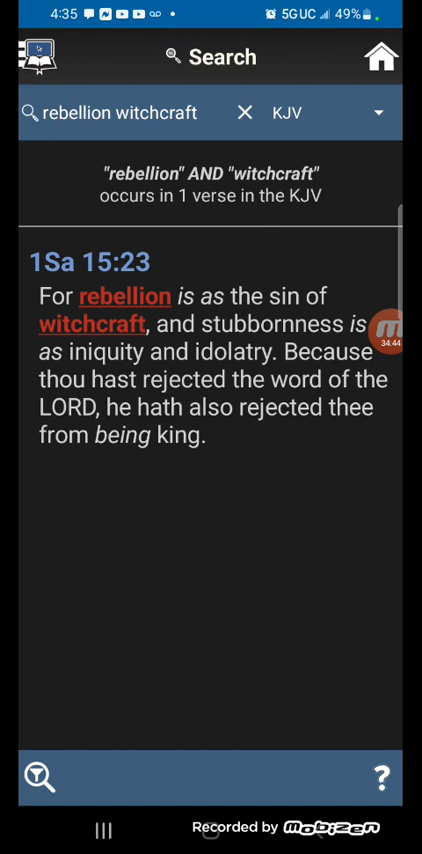 4:35 5GUC 49%
Search
rebellion witchcraft KJV
"rebellion" AND "witchcraft"
occurs in 1 verse in the KJV
1Sa 15:23
For rebellion is as the sin of
witchcraft, and stubbornness is
as iniquity and idolatry. Because
thou hast rejected the word of the
LORD, he hath also rejected thee
from being king.
34:44
?
Recorded by mobizen